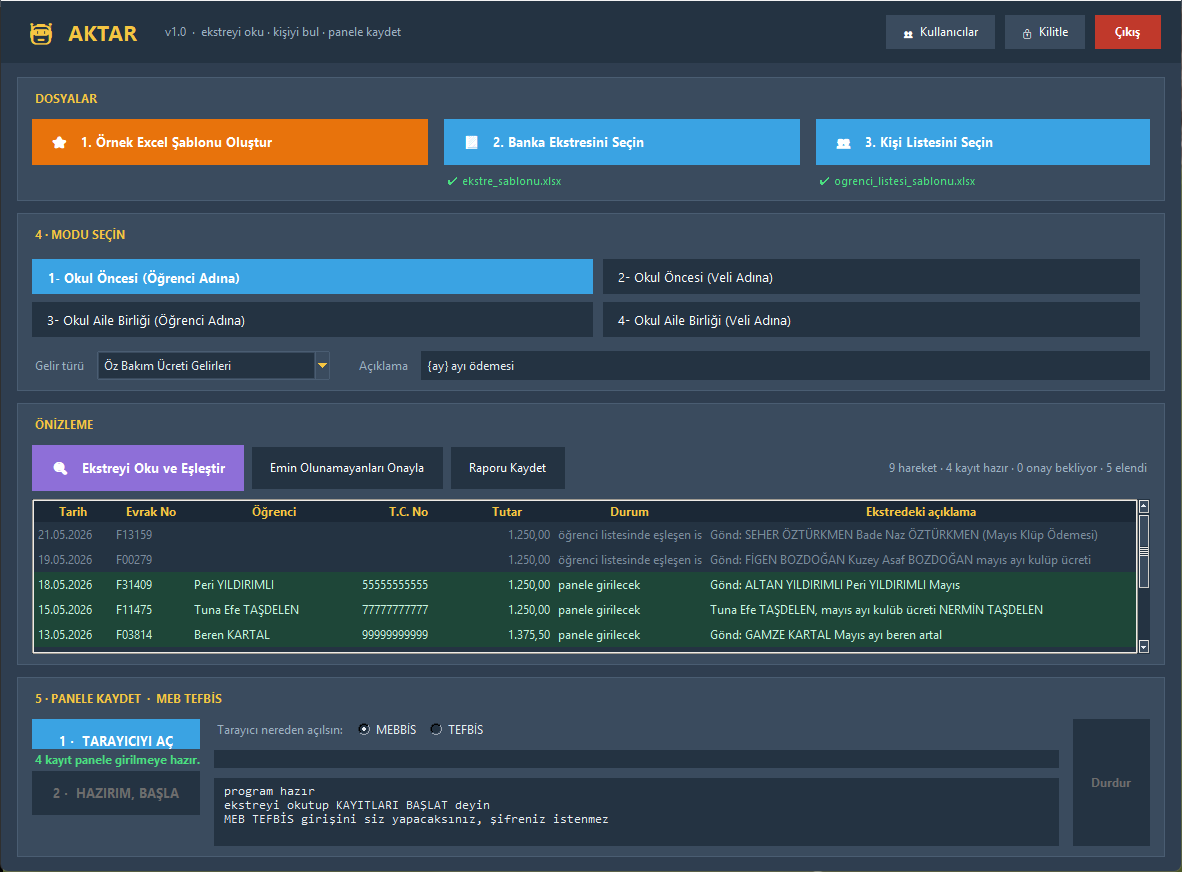 AKTAR v1.0 · ekstreyi oku · kişiyi bul · panele kaydet Kullanıcılar Kilitle Çıkış
DOSYALAR
1. Örnek Excel Şablonu Oluştur 2. Banka Ekstresini Seçin 3. Kişi Listesini Seçin
ekstre_sablonu.xlsx ogrenci_listesi_sablonu.xlsx
4 · MODU SEÇİN
1- Okul Öncesi (Öğrenci Adına) 2- Okul Öncesi (Veli Adına)
3- Okul Aile Birliği (Öğrenci Adına) 4- Okul Aile Birliği (Veli Adına)
Gelir türü Öz Bakım Ücreti Gelirleri Açıklama {ay} ayı ödemesi
ÖNİZLEME
Ekstreyi Oku ve Eşleştir Emin Olunamayanları Onayla Raporu Kaydet 9 hareket · 4 kayıt hazır · 0 onay bekliyor · 5 elendi
Tarih Evrak No Öğrenci T.C. No Tutar Durum Ekstredeki açıklama
21.05.2026 F13159 1.250,00 öğrenci listesinde eşleşen is Gönd: SEHER ÖZTÜRKMEN Bade Naz ÖZTÜRKMEN (Mayıs Klüp Ödemesi)
19.05.2026 F00279 1.250,00 öğrenci listesinde eşleşen is Gönd: FİGEN BOZDOĞAN Kuzey Asaf BOZDOĞAN mayıs ayı kulüp ücreti
18.05.2026 F31409 Peri YILDIRIMLI 55555555555 1.250,00 panele girilecek Gönd: ALTAN YILDIRIMLI Peri YILDIRIMLI Mayıs
15.05.2026 F11475 Tuna Efe TAŞDELEN 77777777777 1.250,00 panele girilecek Tuna Efe TAŞDELEN, mayıs ayı kulüb ücreti NERMİN TAŞDELEN
13.05.2026 F03814 Beren KARTAL 99999999999 1.375,50 panele girilecek Gönd: GAMZE KARTAL Mayıs ayı beren artal
5 · PANELE KAYDET · MEB TEFBİS
1 · TARAYICIYI AÇ Tarayıcı nereden açılsın: MEBBİS TEFBİS
4 kayıt panele girilmeye hazır.
2 · HAZIRIM, BAŞLA Durdur
program hazır
ekstreyi okutup KAYITLARI BAŞLAT deyin
MEB TEFBİS girişini siz yapacaksınız, şifreniz istenmez